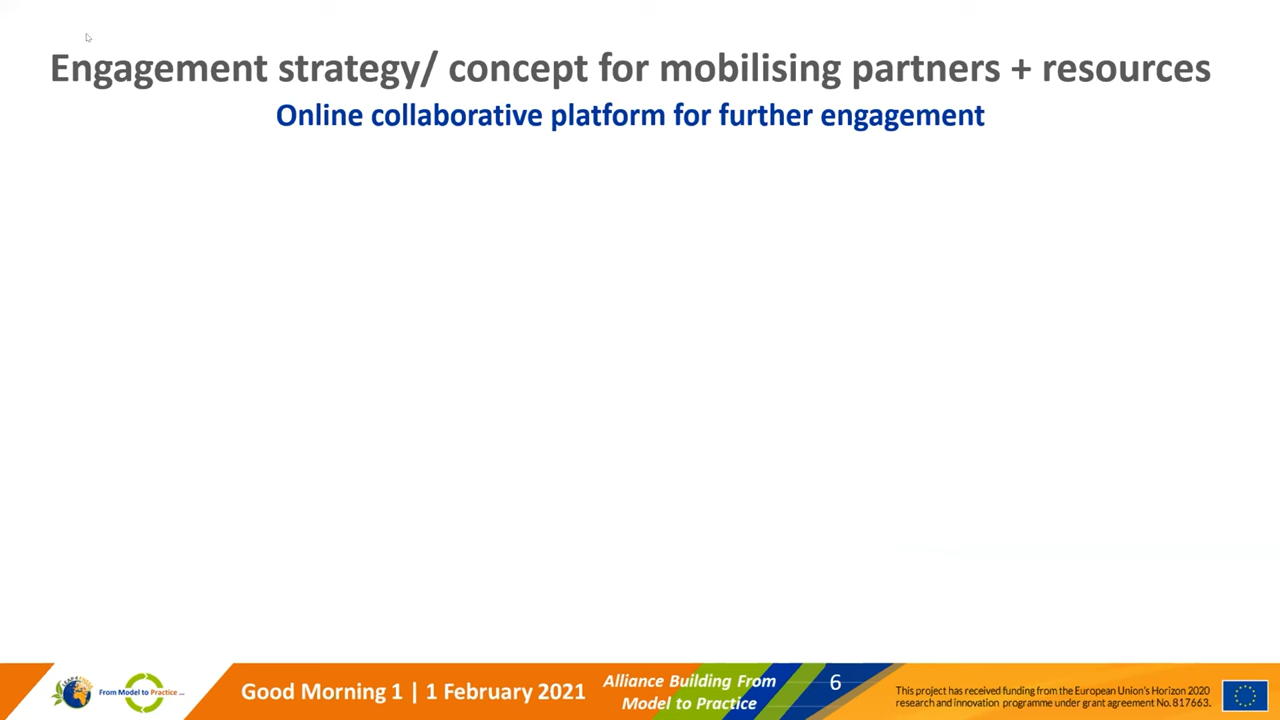 Engagement strategy/ concept for mobilising partners + resources
Online collaborative platform for further engagement
From Model to Practice ...
Good Morning 1 | 1 February 2021
Alliance Building From
Model to Practice
6
This project has received funding from the European Union's Horizon 2020
research and innovation programme under grant agreement No. 817663.